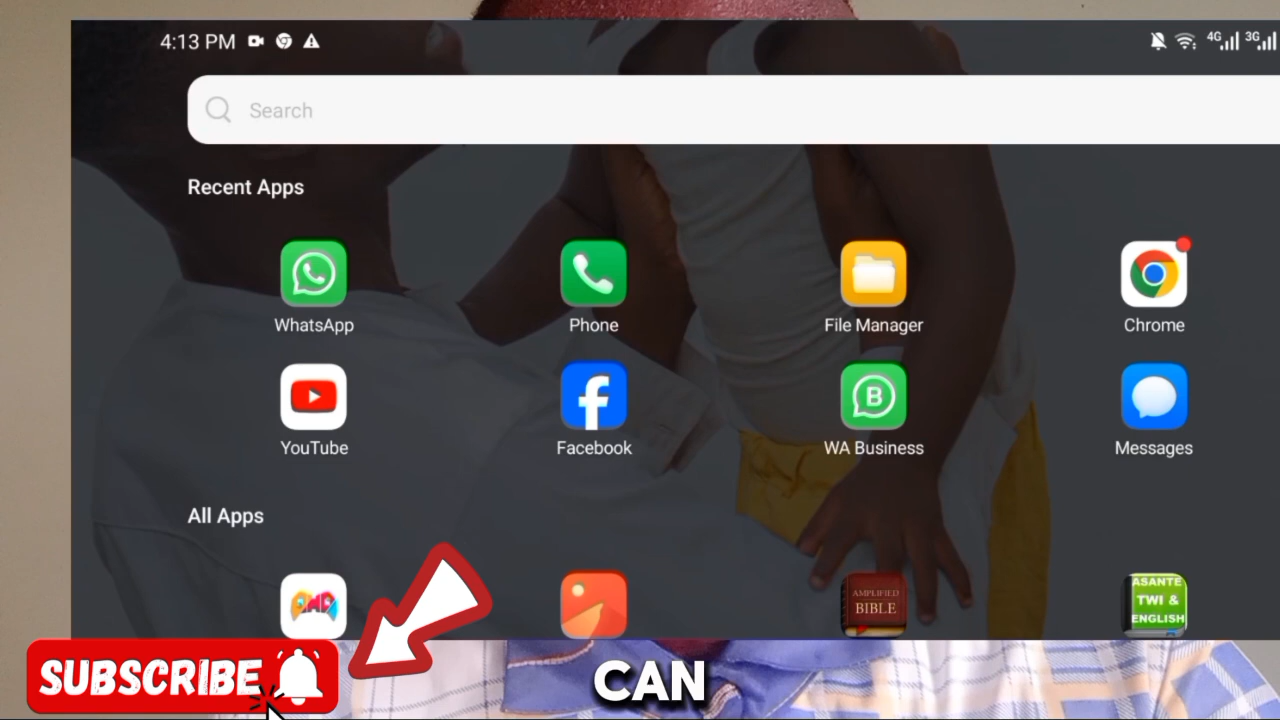 4:13 PM
4G
3G
Search
Recent Apps
WhatsApp
Phone
File Manager
Chrome
YouTube
Facebook
B
WA Business
Messages
All Apps
AHA
AMPLIFIED
BIBLE
ASANTE
TWI &
ENGLISH
SUBSCRIBE
CAN